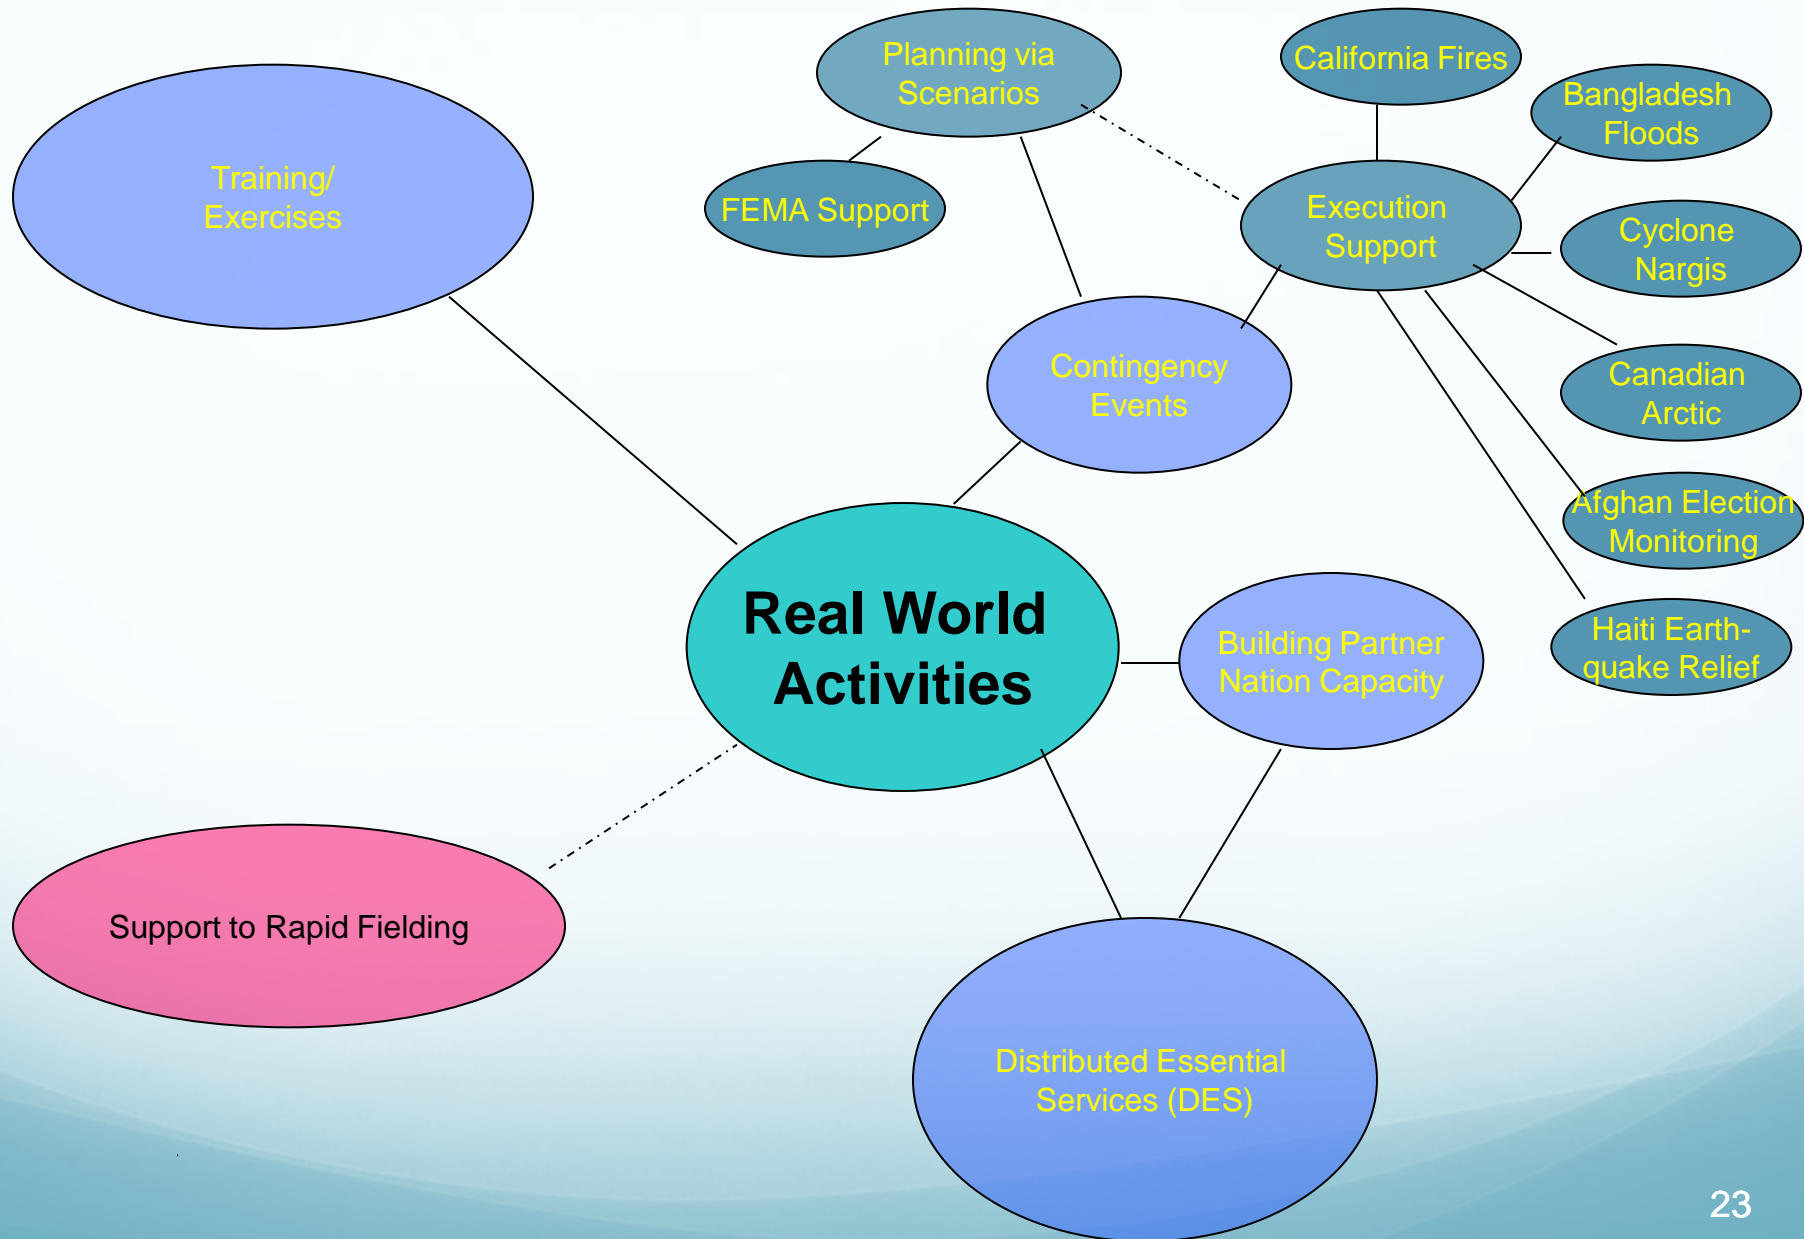 Planning via
Scenarios
California Fires
Bangladesh
Floods
Training/
Exercises
FEMA Support
Execution
Support
Cyclone
Nargis
Contingency
Events
Canadian
Arctic
Afghan Election
Monitoring
Real World
Activities
Building Partner
Nation Capacity
Haiti Earth-
quake Relief
Support to Rapid Fielding
Distributed Essential
Services (DES)
23